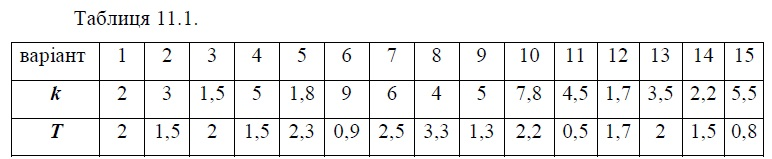 Таблиця 11.1.
варіант 1 2 3 4 5 6 7 8 9 10 11 12 13 14 15
k 2 3 1,5 5 1,8 9 6 4 5 7,8 4,5 1,7 3,5 2,2 5,5
T 2 1,5 2 1,5 2,3 0,9 2,5 3,3 1,3 2,2 0,5 1,7 2 1,5 0,8